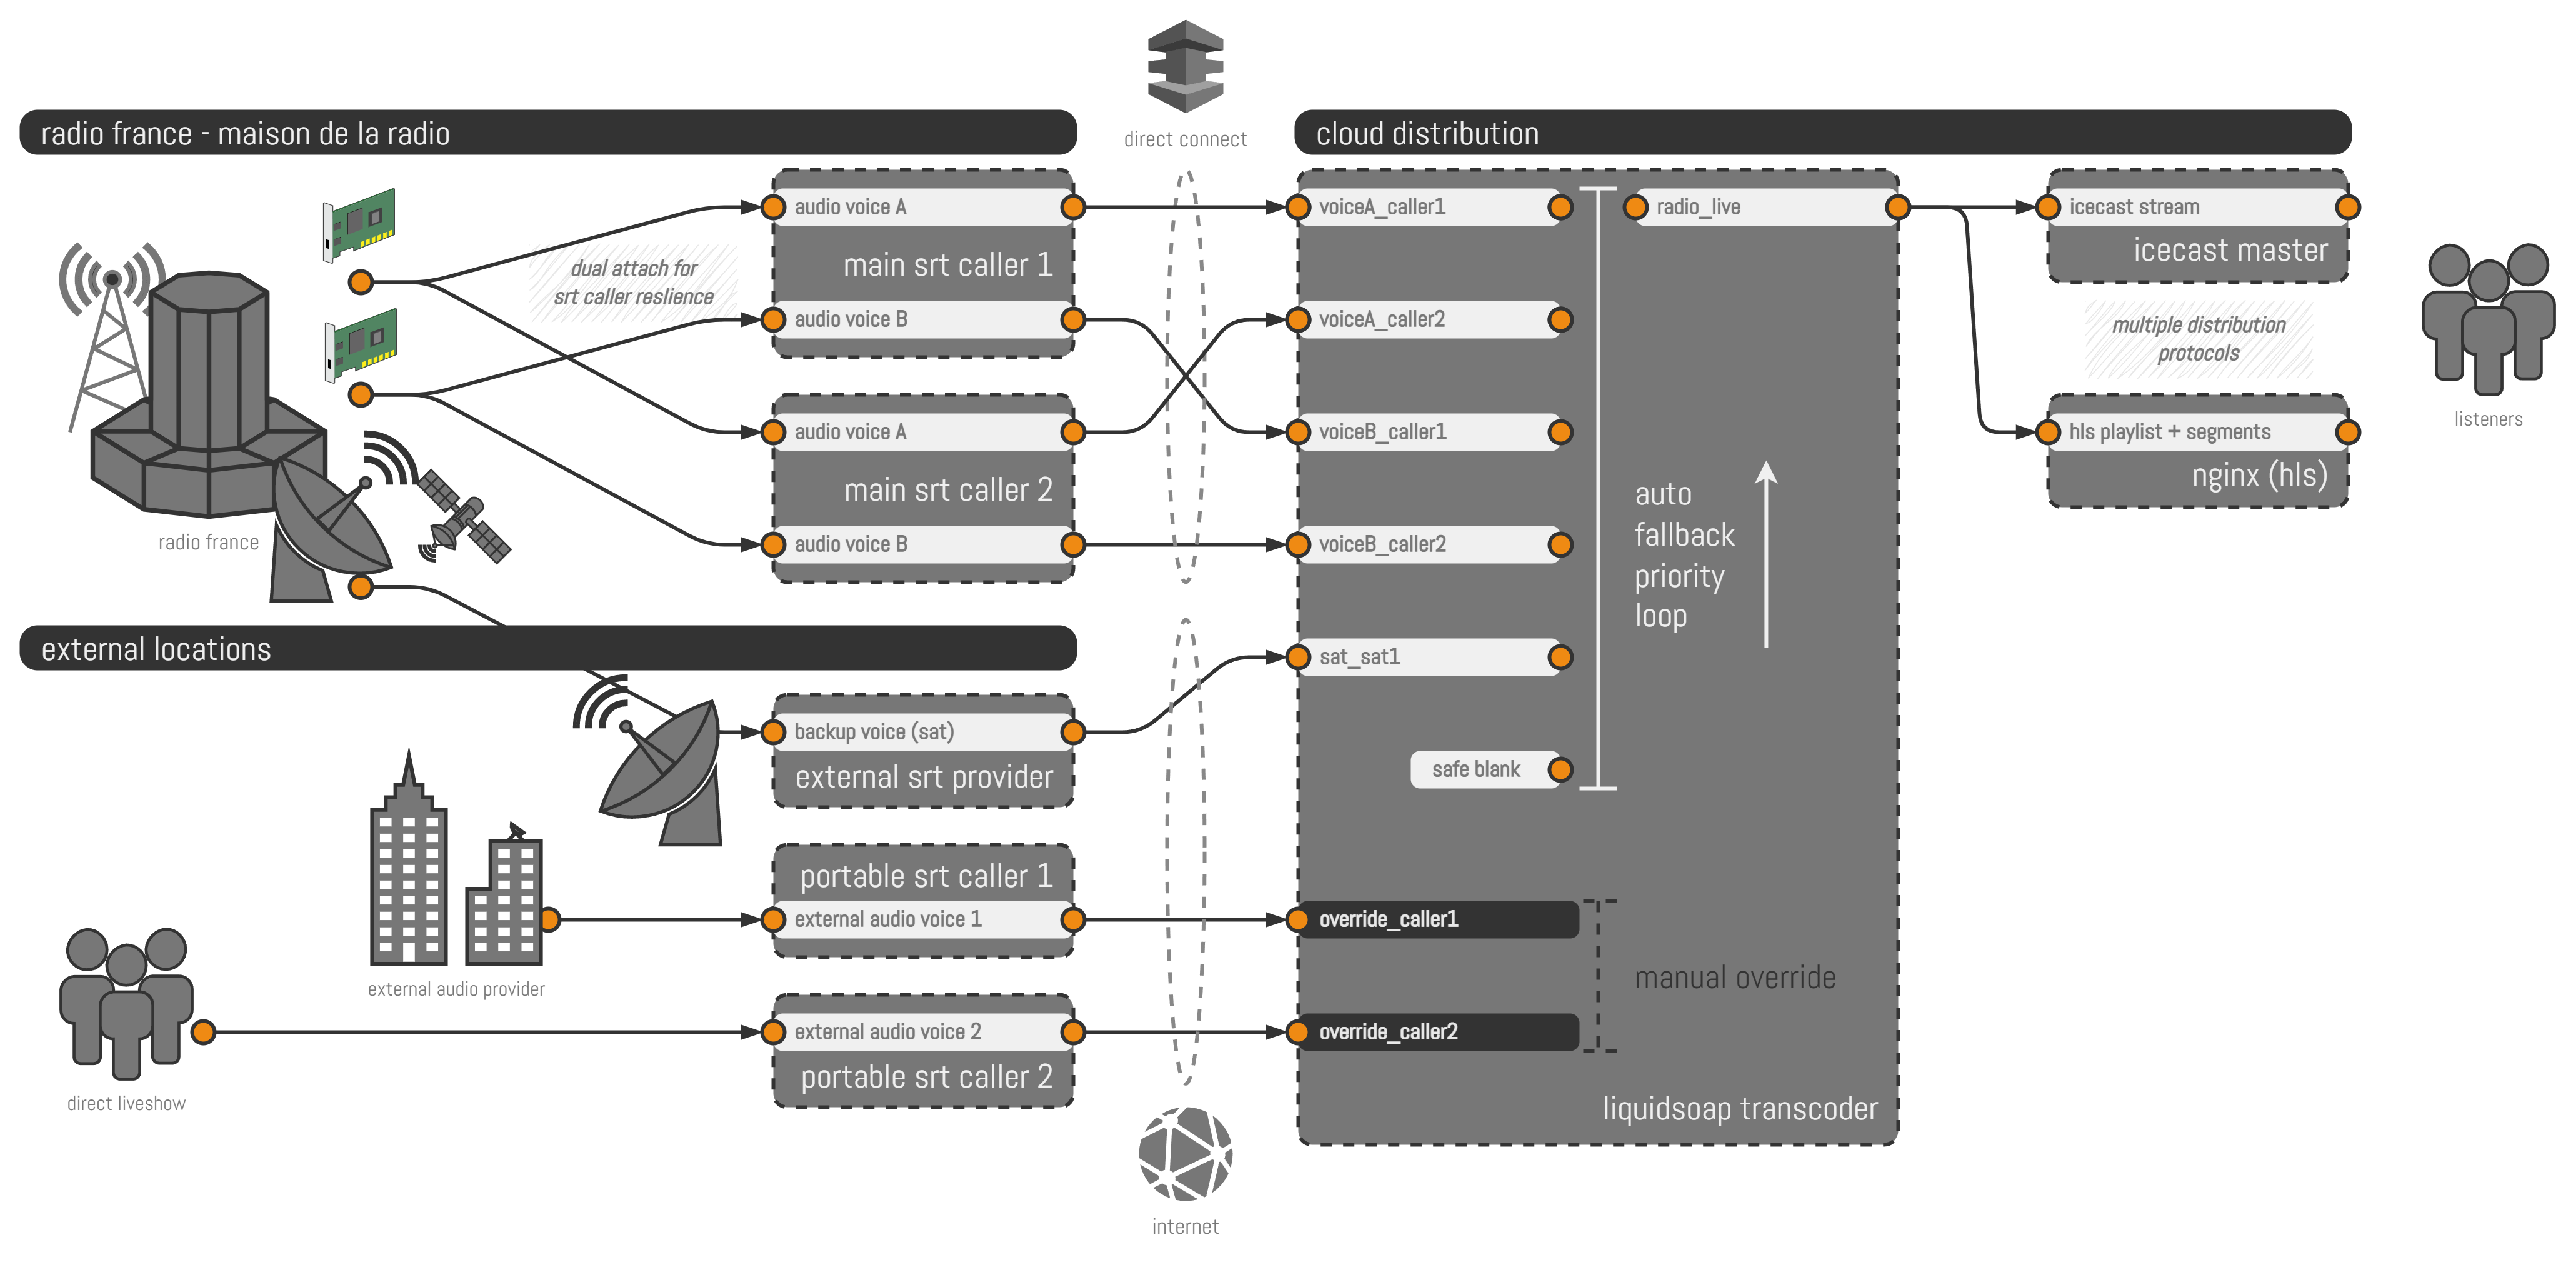 direct connect
radio france - maison de la radio
cloud distribution
audio voice A
main srt caller 1
audio voice B
dual attach for
srt caller reslience
audio voice A
main srt caller 2
audio voice B
radio france
voiceA_caller1
voiceA_caller2
voiceB_caller1
voiceB_caller2
sat_sat1
safe blank
radio_live
auto
fallback
priority
loop
icecast stream
icecast master
multiple distribution
protocols
hls playlist + segments
nginx (hls)
listeners
external locations
backup voice (sat)
external srt provider
portable srt caller 1
external audio voice 1
external audio provider
external audio voice 2
portable srt caller 2
direct liveshow
override_caller1
manual override
override_caller2
liquidsoap transcoder
internet